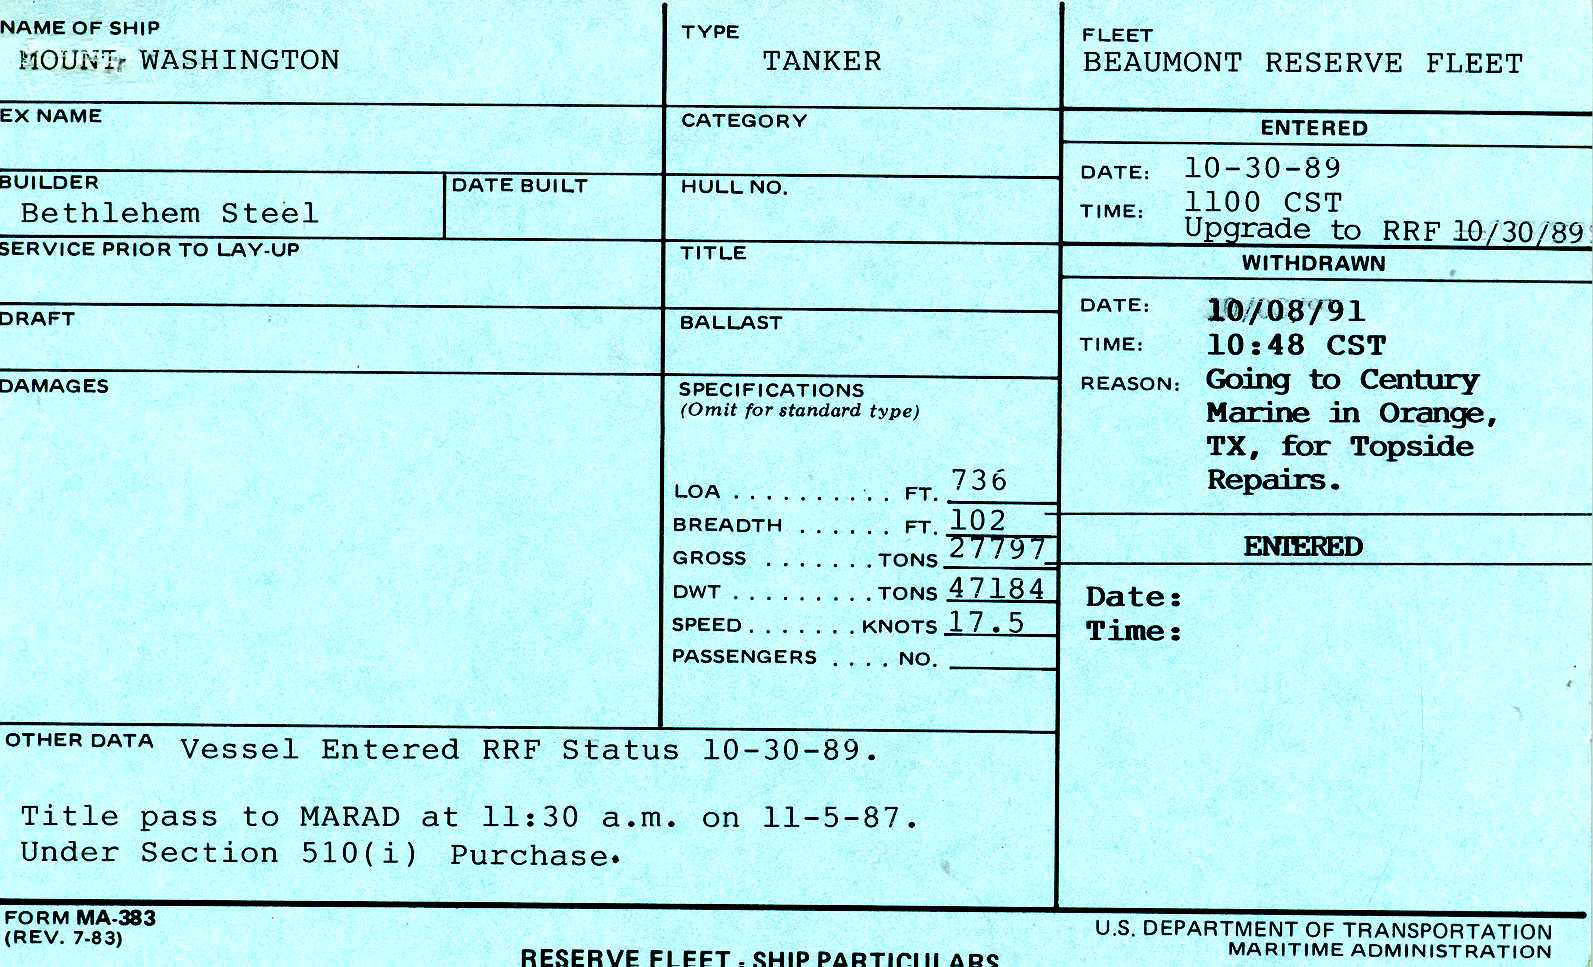 NAME OF SHIP
MOUNT WASHINGTON
TYPE
TANKER
FLEET
BEAUMONT RESERVE FLEET
EX NAME
CATEGORY
ENTERED
DATE: 10-30-89
TIME: 1100 CST
Upgrade to RRF 10/30/89
BUILDER
Bethlehem Steel
DATE BUILT
HULL NO.
SERVICE PRIOR TO LAY-UP
TITLE
WITHDRAWN
DATE: 10/08/91
TIME: 10:48 CST
REASON: Going to Century
Marine in Orange,
TX, for Topside
Repairs.
DRAFT
BALLAST
DAMAGES
SPECIFICATIONS
(Omit for standard type)
LOA . . . . . . . . . . FT. 736
BREADTH . . . . . . FT. 102
GROSS . . . . . . . TONS 27797
DWT . . . . . . . . . TONS 47184
SPEED . . . . . . . KNOTS 17.5
PASSENGERS . . . . NO.
ENTERED
Date:
Time:
OTHER DATA Vessel Entered RRF Status 10-30-89.
Title pass to MARAD at 11:30 a.m. on 11-5-87.
Under Section 510(i) Purchase.
FORM MA-383
(REV. 7-83)
U.S. DEPARTMENT OF TRANSPORTATION
MARITIME ADMINISTRATION
RESERVE FLEET - SHIP PARTICULARS